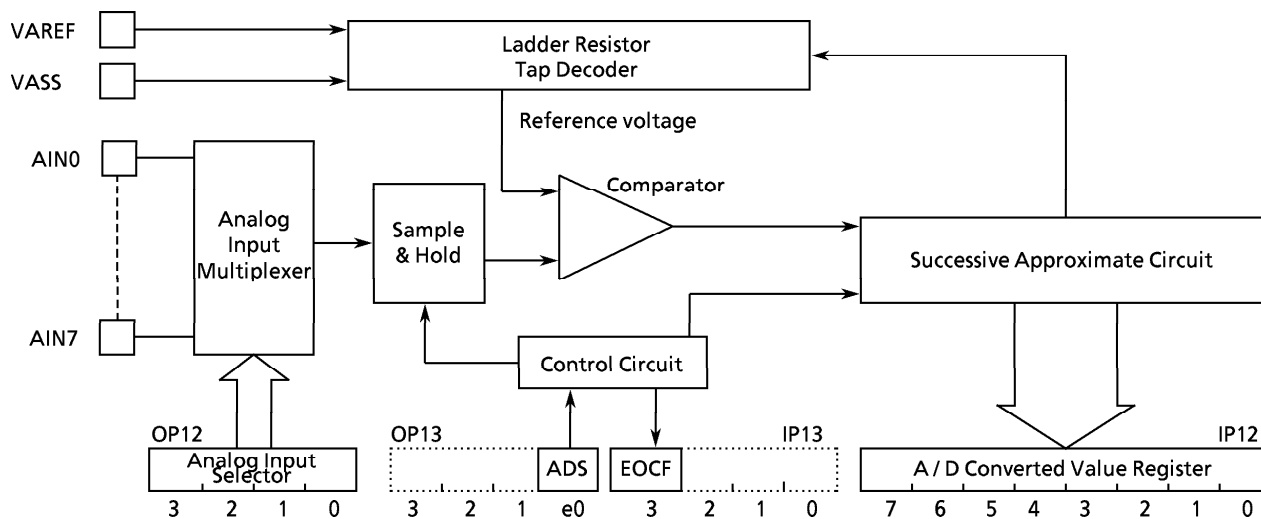 VAREF
VASS
Ladder Resistor
Tap Decoder
Reference voltage
AIN0
AIN7
Analog
Input
Multiplexer
Sample
& Hold
Comparator
Successive Approximate Circuit
Control Circuit
OP12
Analog Input
Selector
3 2 1 0
OP13
ADS
3 2 1 e0
IP13
EOCF
3 2 1 0
IP12
A / D Converted Value Register
7 6 5 4 3 2 1 0